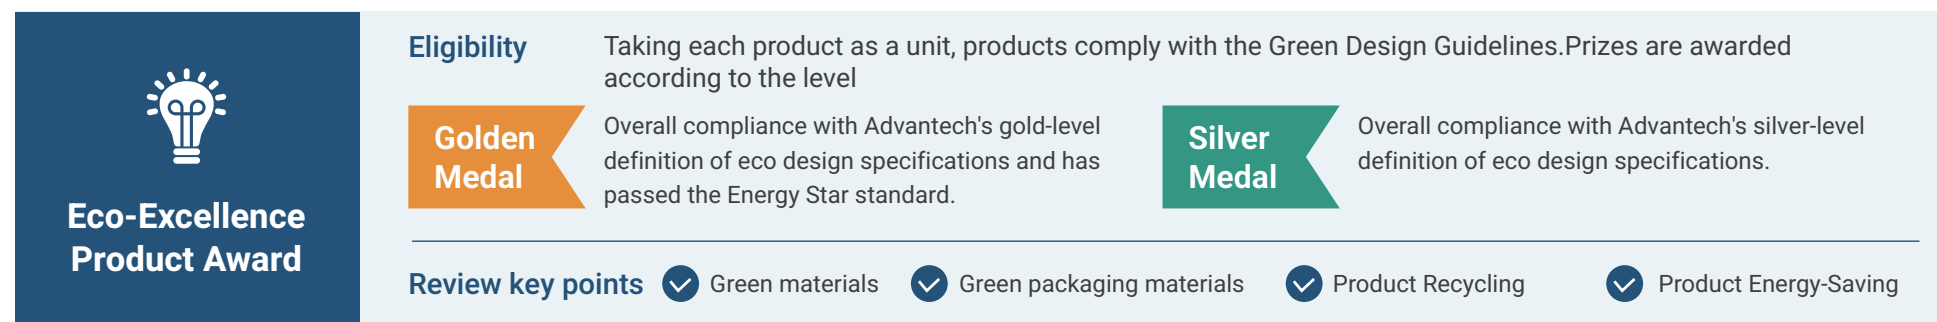 Eco-Excellence
Product Award
Eligibility
Taking each product as a unit, products comply with the Green Design Guidelines.Prizes are awarded
according to the level
Golden
Medal
Overall compliance with Advantech's gold-level
definition of eco design specifications and has
passed the Energy Star standard.
Silver
Medal
Overall compliance with Advantech's silver-level
definition of eco design specifications.
Review key points
Green materials
Green packaging materials
Product Recycling
Product Energy-Saving